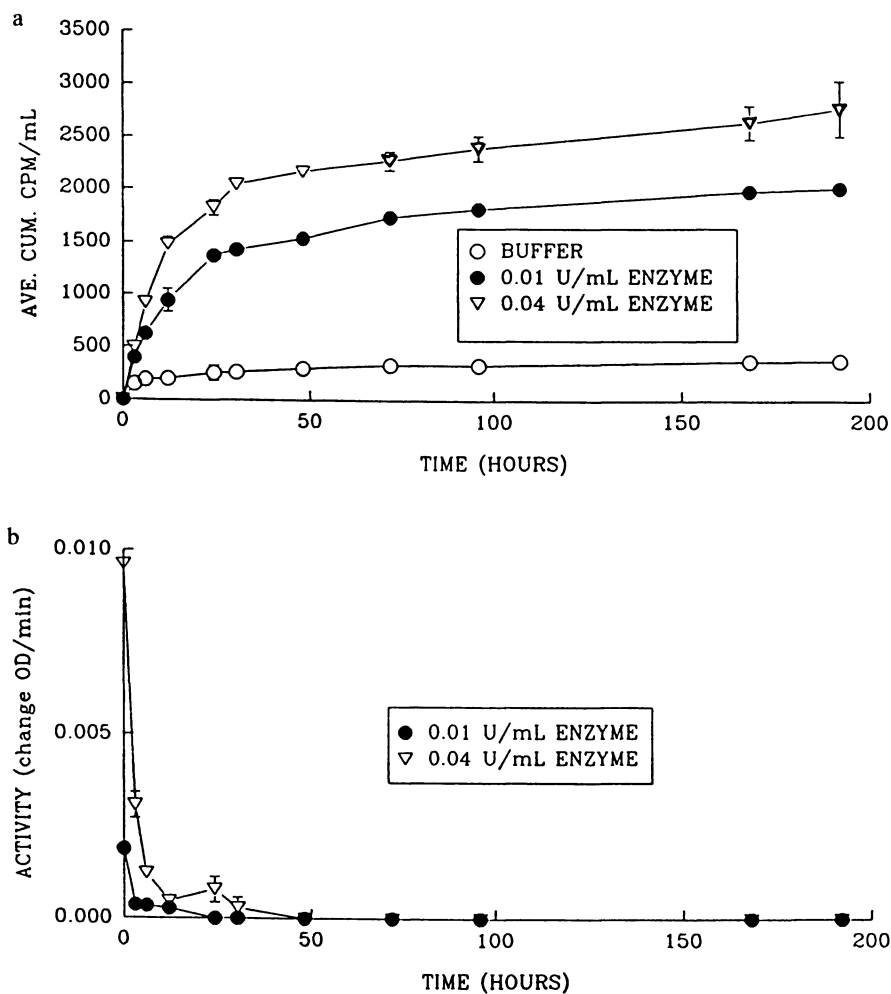 a
AVE. CUM. CPM/mL
3500
3000
2500
2000
1500
1000
500
0
0
50
100
150
200
TIME (HOURS)
BUFFER
0.01 U/mL ENZYME
0.04 U/mL ENZYME
b
ACTIVITY (change OD/min)
0.010
0.005
0.000
0
50
100
150
200
TIME (HOURS)
0.01 U/mL ENZYME
0.04 U/mL ENZYME